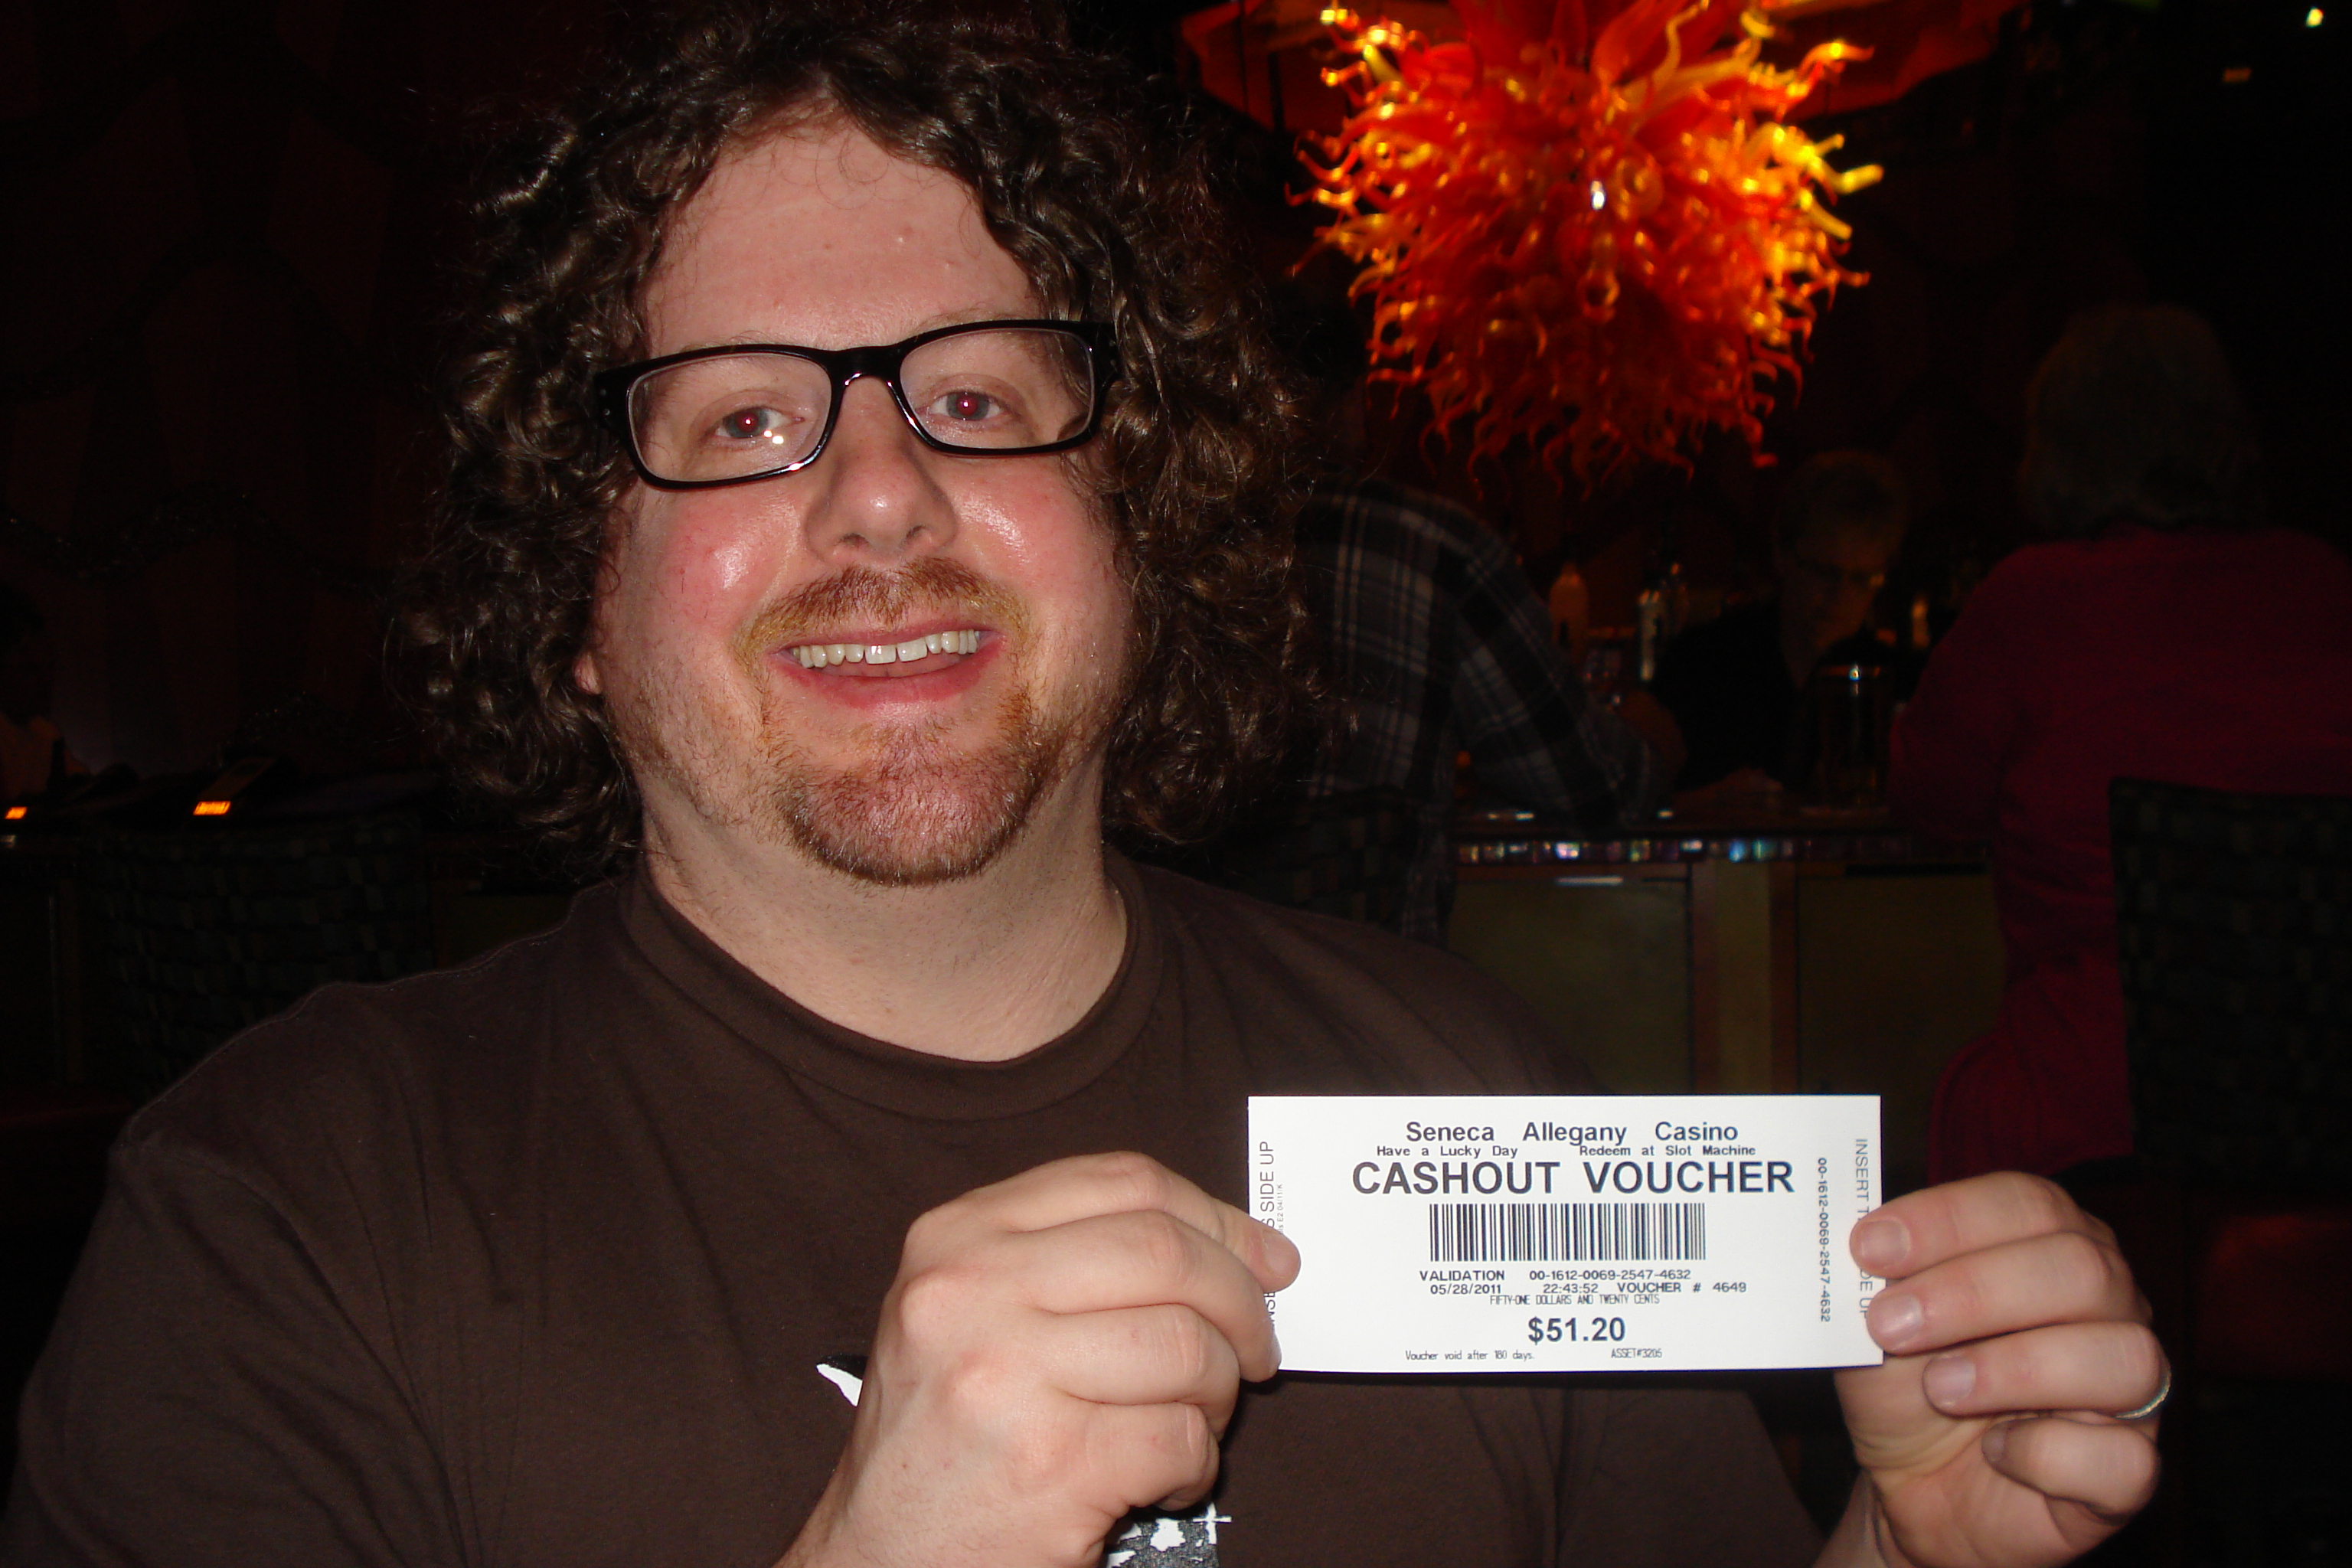 Seneca Allegany Casino
Have a Lucky Day Redeem at Slot Machine
CASHOUT VOUCHER
VALIDATION 00-1612-0069-2547-4632
05/28/2011 22:43:52 VOUCHER # 4649
FIFTY-ONE DOLLARS AND TWENTY CENTS
$51.20
Voucher void after 180 days. ASSET#3205
SIDE UP
00-1612-0069-2547-4632
INSERT
UP